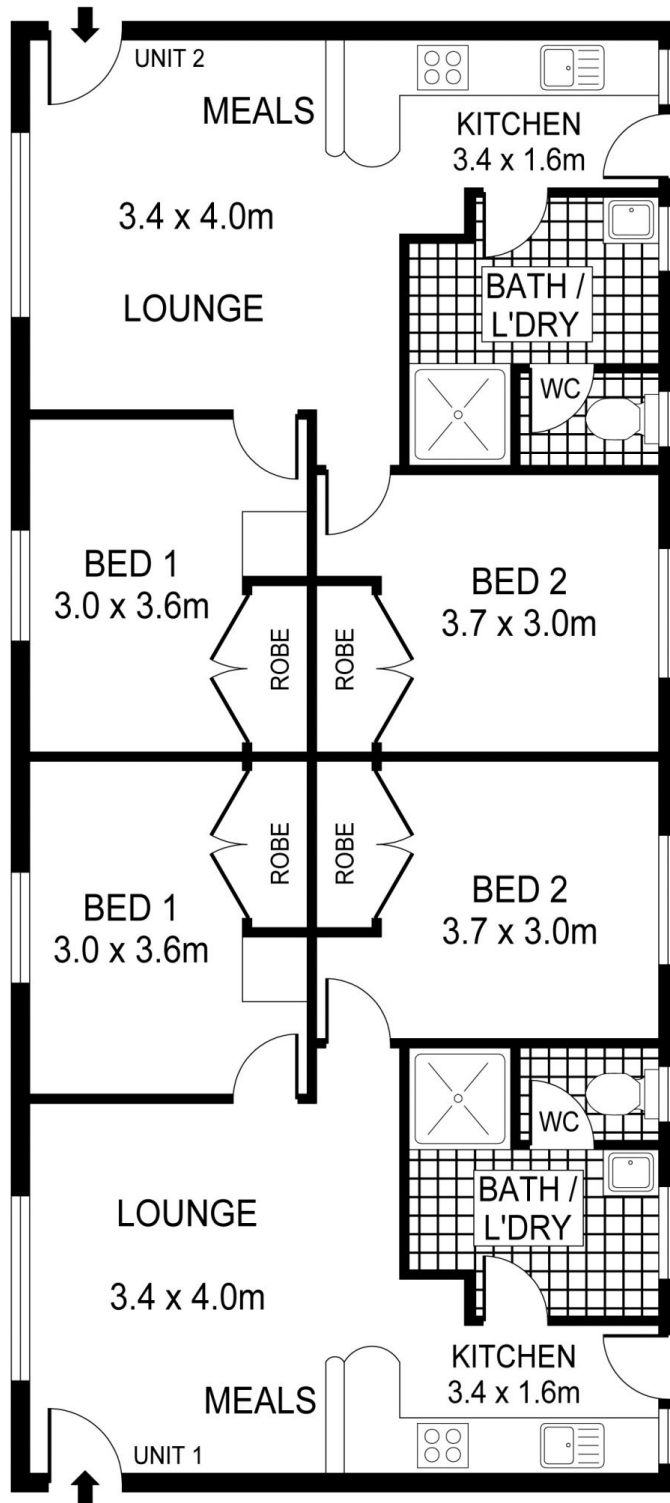 UNIT 2
MEALS
KITCHEN
3.4 x 1.6m
3.4 x 4.0m
LOUNGE
BATH /
L'DRY
WC
BED 1
3.0 x 3.6m
BED 2
3.7 x 3.0m
ROBE
ROBE
ROBE
ROBE
BED 1
3.0 x 3.6m
BED 2
3.7 x 3.0m
WC
BATH /
L'DRY
LOUNGE
3.4 x 4.0m
KITCHEN
3.4 x 1.6m
MEALS
UNIT 1